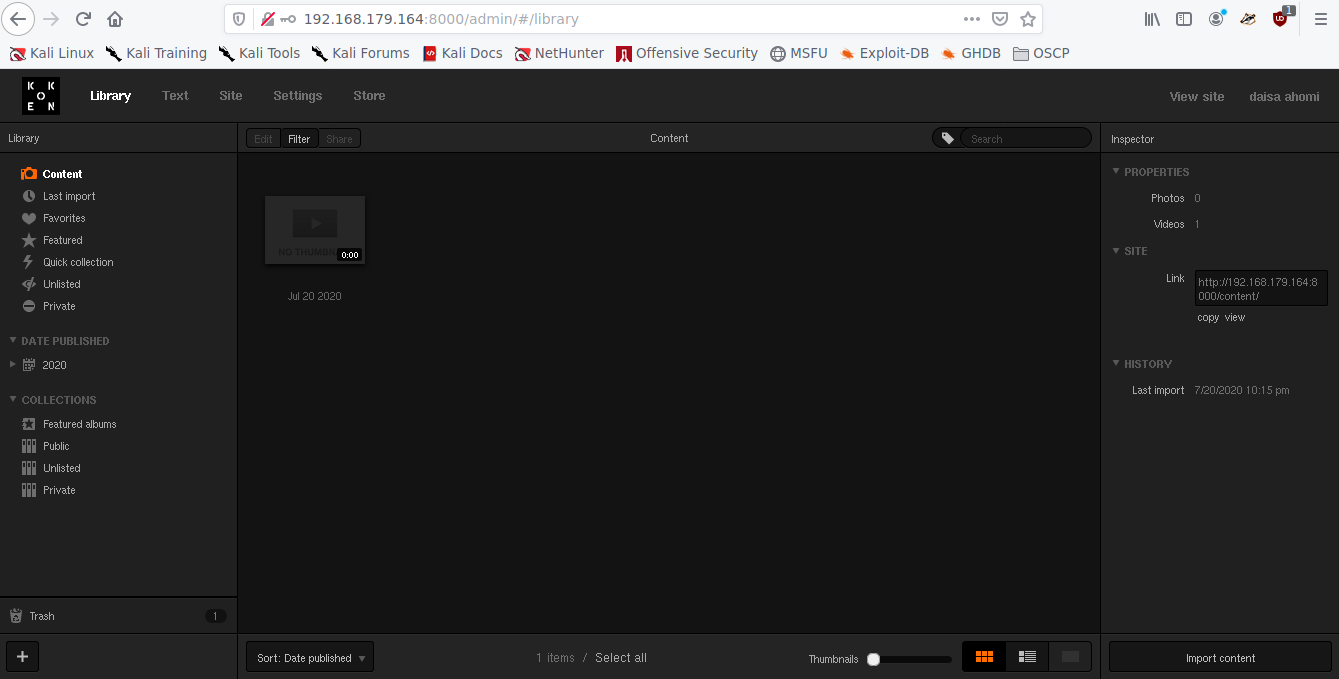 192.168.179.164:8000/admin/#/library
1
Kali Linux Kali Training Kali Tools Kali Forums Kali Docs NetHunter Offensive Security MSFU Exploit-DB GHDB OSCP
K K
O
E N
Library Text Site Settings Store View site daisa ahomi
Library Edit Filter Share Content Search Inspector
Content
Last import
Favorites
Featured
Quick collection
Unlisted
Private
DATE PUBLISHED
2020
COLLECTIONS
Featured albums
Public
Unlisted
Private
Trash 1
+
NO THUMBN
0:00
Jul 20 2020
Sort: Date published 1 items / Select all Thumbnails
PROPERTIES
Photos 0
Videos 1
SITE
Link http://192.168.179.164:8
000/content/
copy view
HISTORY
Last import 7/20/2020 10:15 pm
Import content